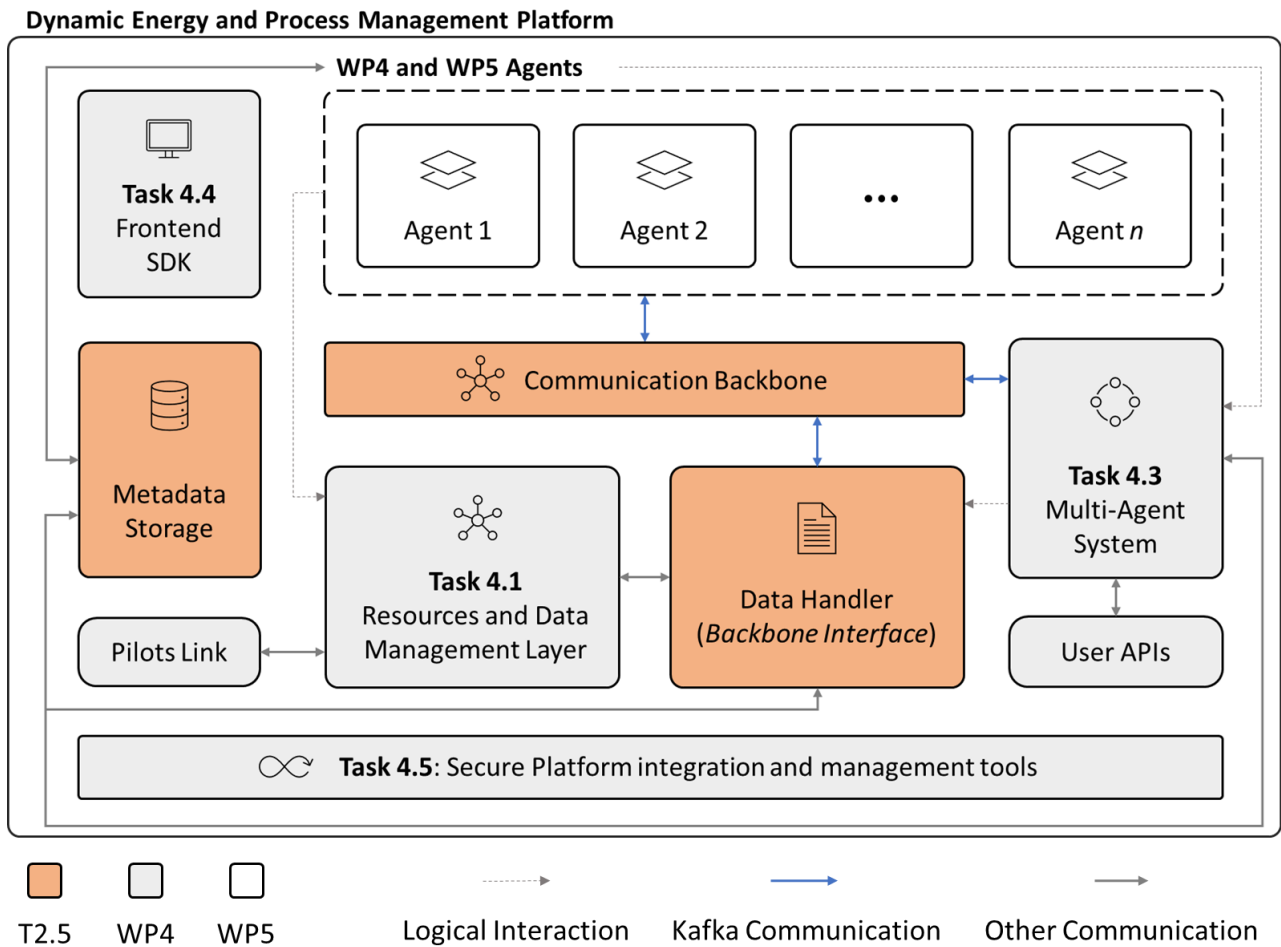 Dynamic Energy and Process Management Platform
WP4 and WP5 Agents
Task 4.4
Frontend
SDK
Agent 1
Agent 2
...
Agent n
Communication Backbone
Metadata
Storage
Task 4.1
Resources and Data
Management Layer
Data Handler
(Backbone Interface)
Task 4.3
Multi-Agent
System
Pilots Link
User APIs
Task 4.5: Secure Platform integration and management tools
T2.5
WP4
WP5
Logical Interaction
Kafka Communication
Other Communication